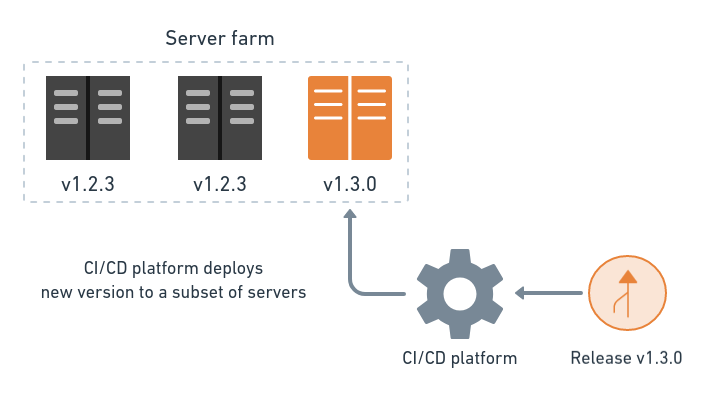 Server farm
v1.2.3
v1.2.3
v1.3.0
CI/CD platform deploys
new version to a subset of servers
CI/CD platform
Release v1.3.0